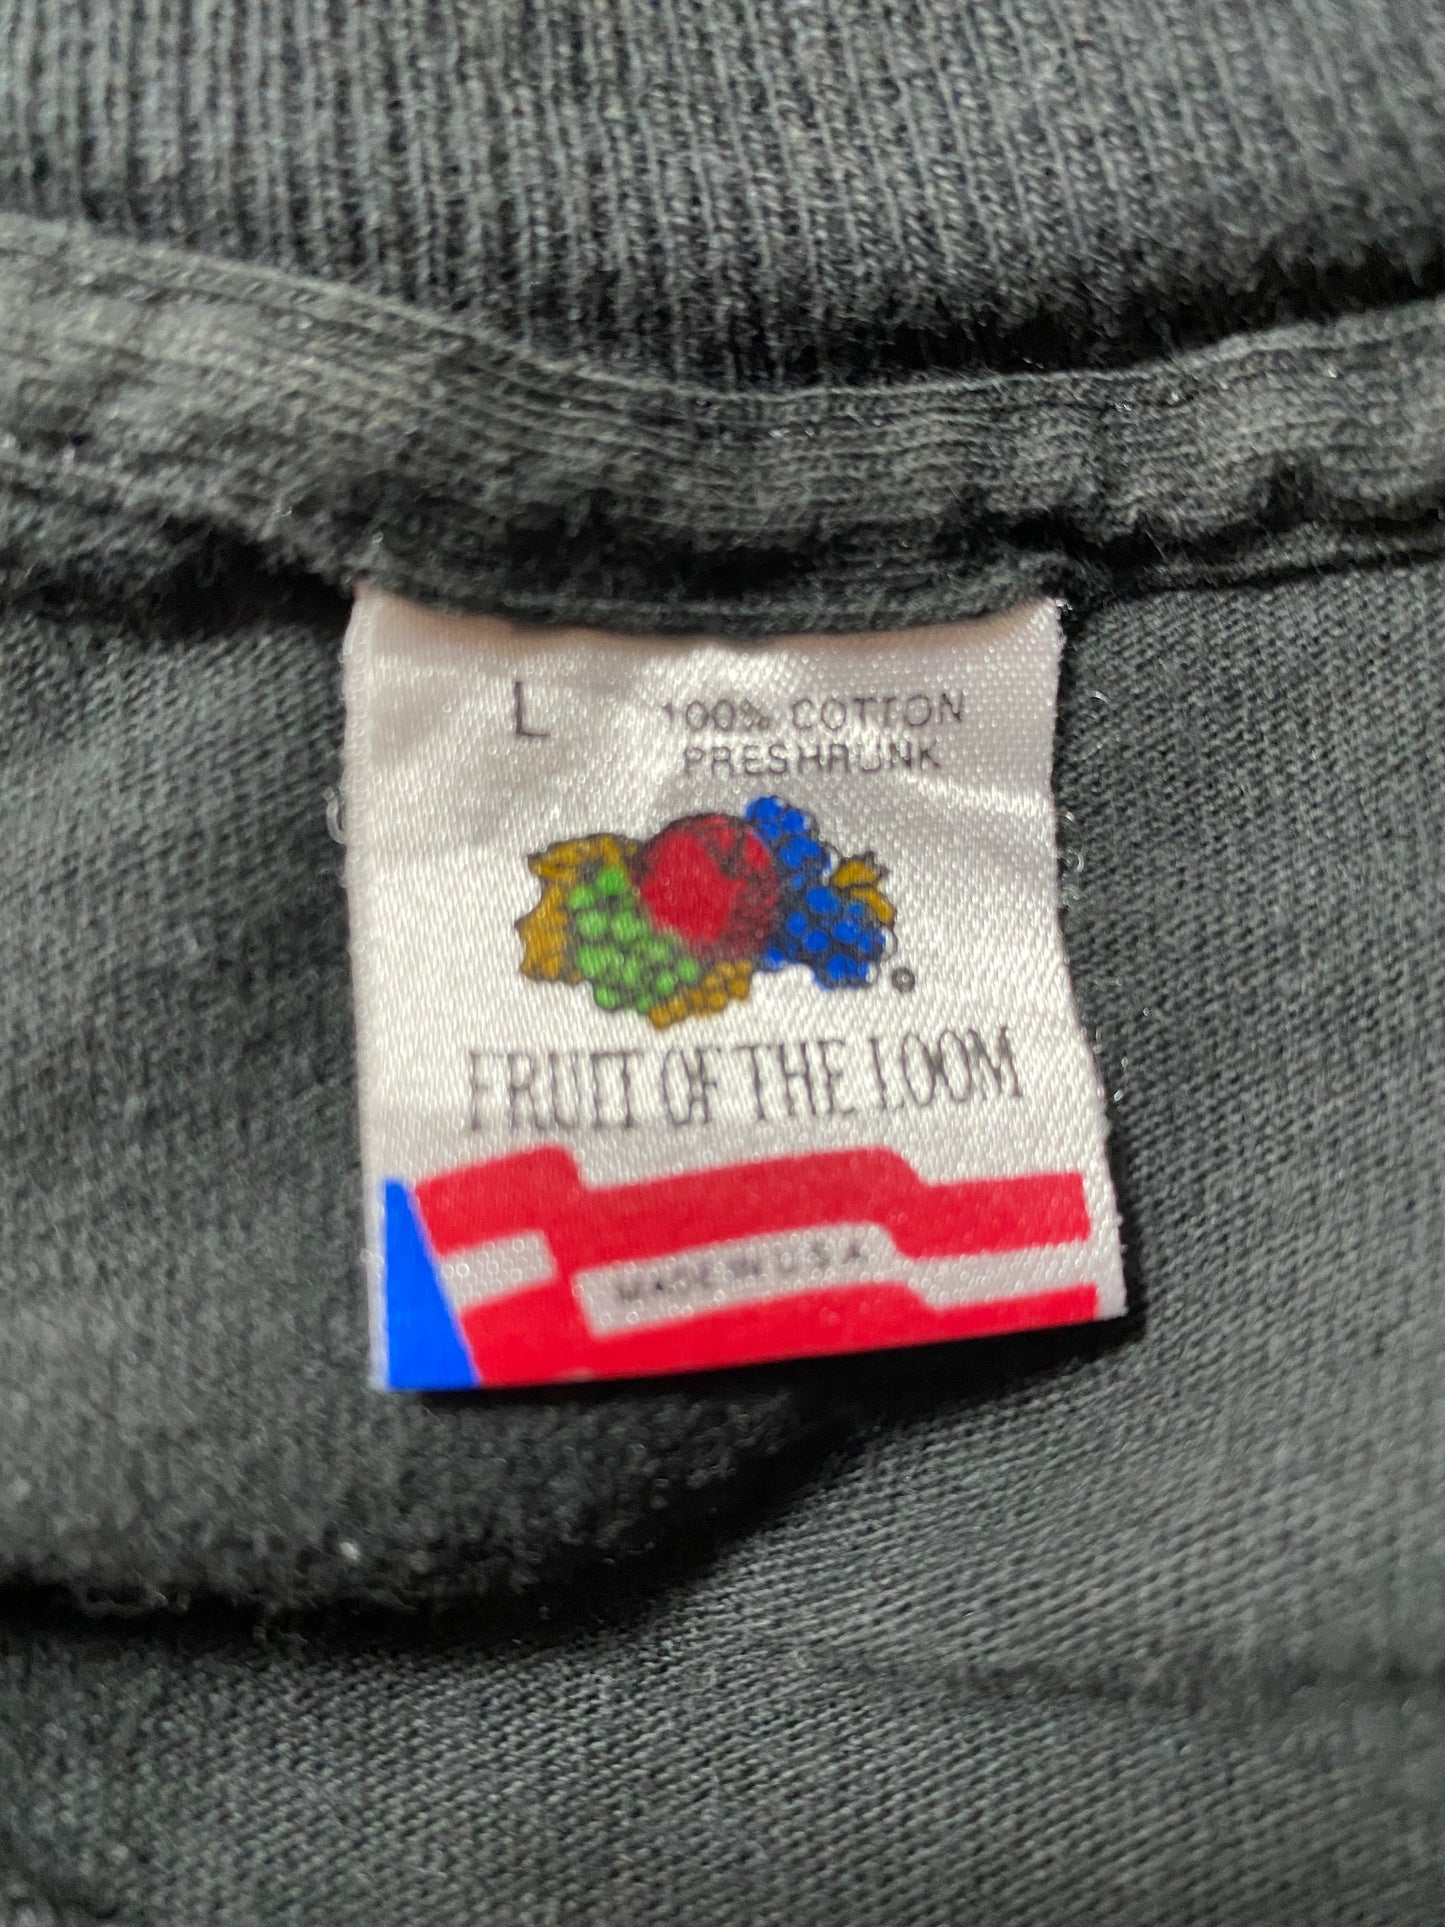 L 100% COTTON
PRESHRUNK
®
FRUIT OF THE LOOM
MADE IN U.S.A.